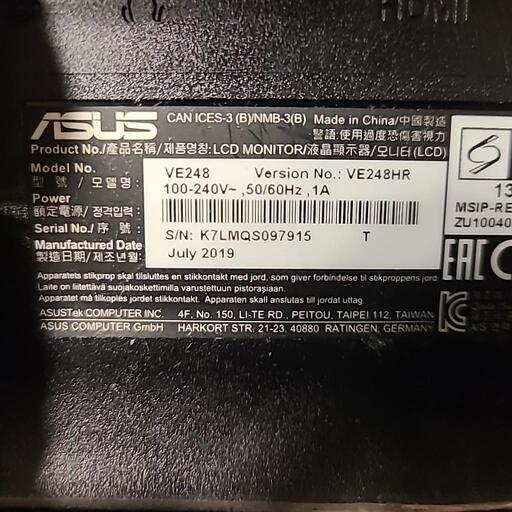 HDMI
ASUS
CAN ICES-3 (B)/NMB-3(B) Made in China/中國製造
警語:使用過度恐傷害視力
Product No./產品名稱/제품명칭:LCD MONITOR/液晶顯示器/모니터(LCD)
Model No. VE248 Version No.: VE248HR
型 號/모델명:
Power 100-240V~ ,50/60Hz ,1A
額定電源/정격입력:
Serial No./序 號: S/N: K7LMQS097915 T
Manufactured Date July 2019
製造日期/제조년월:
13
MSIP-RE
ZU10040
EAC
Apparatets stikprop skal tilsluttes en stikkontakt med jord, som giver forbindelse til stikproppens jord.
Laite on liitettävä suojakoskettimilla varustettuun pistorasiaan.
Apparatet må tilkoples jordet stikkontakt. Apparaten skall anslutas till jordat uttag.
ASUSTek COMPUTER INC. 4F, No. 150, LI-TE RD., PEITOU, TAIPEI 112, TAIWAN
ASUS COMPUTER GmbH HARKORT STR. 21-23, 40880 RATINGEN, GERMANY